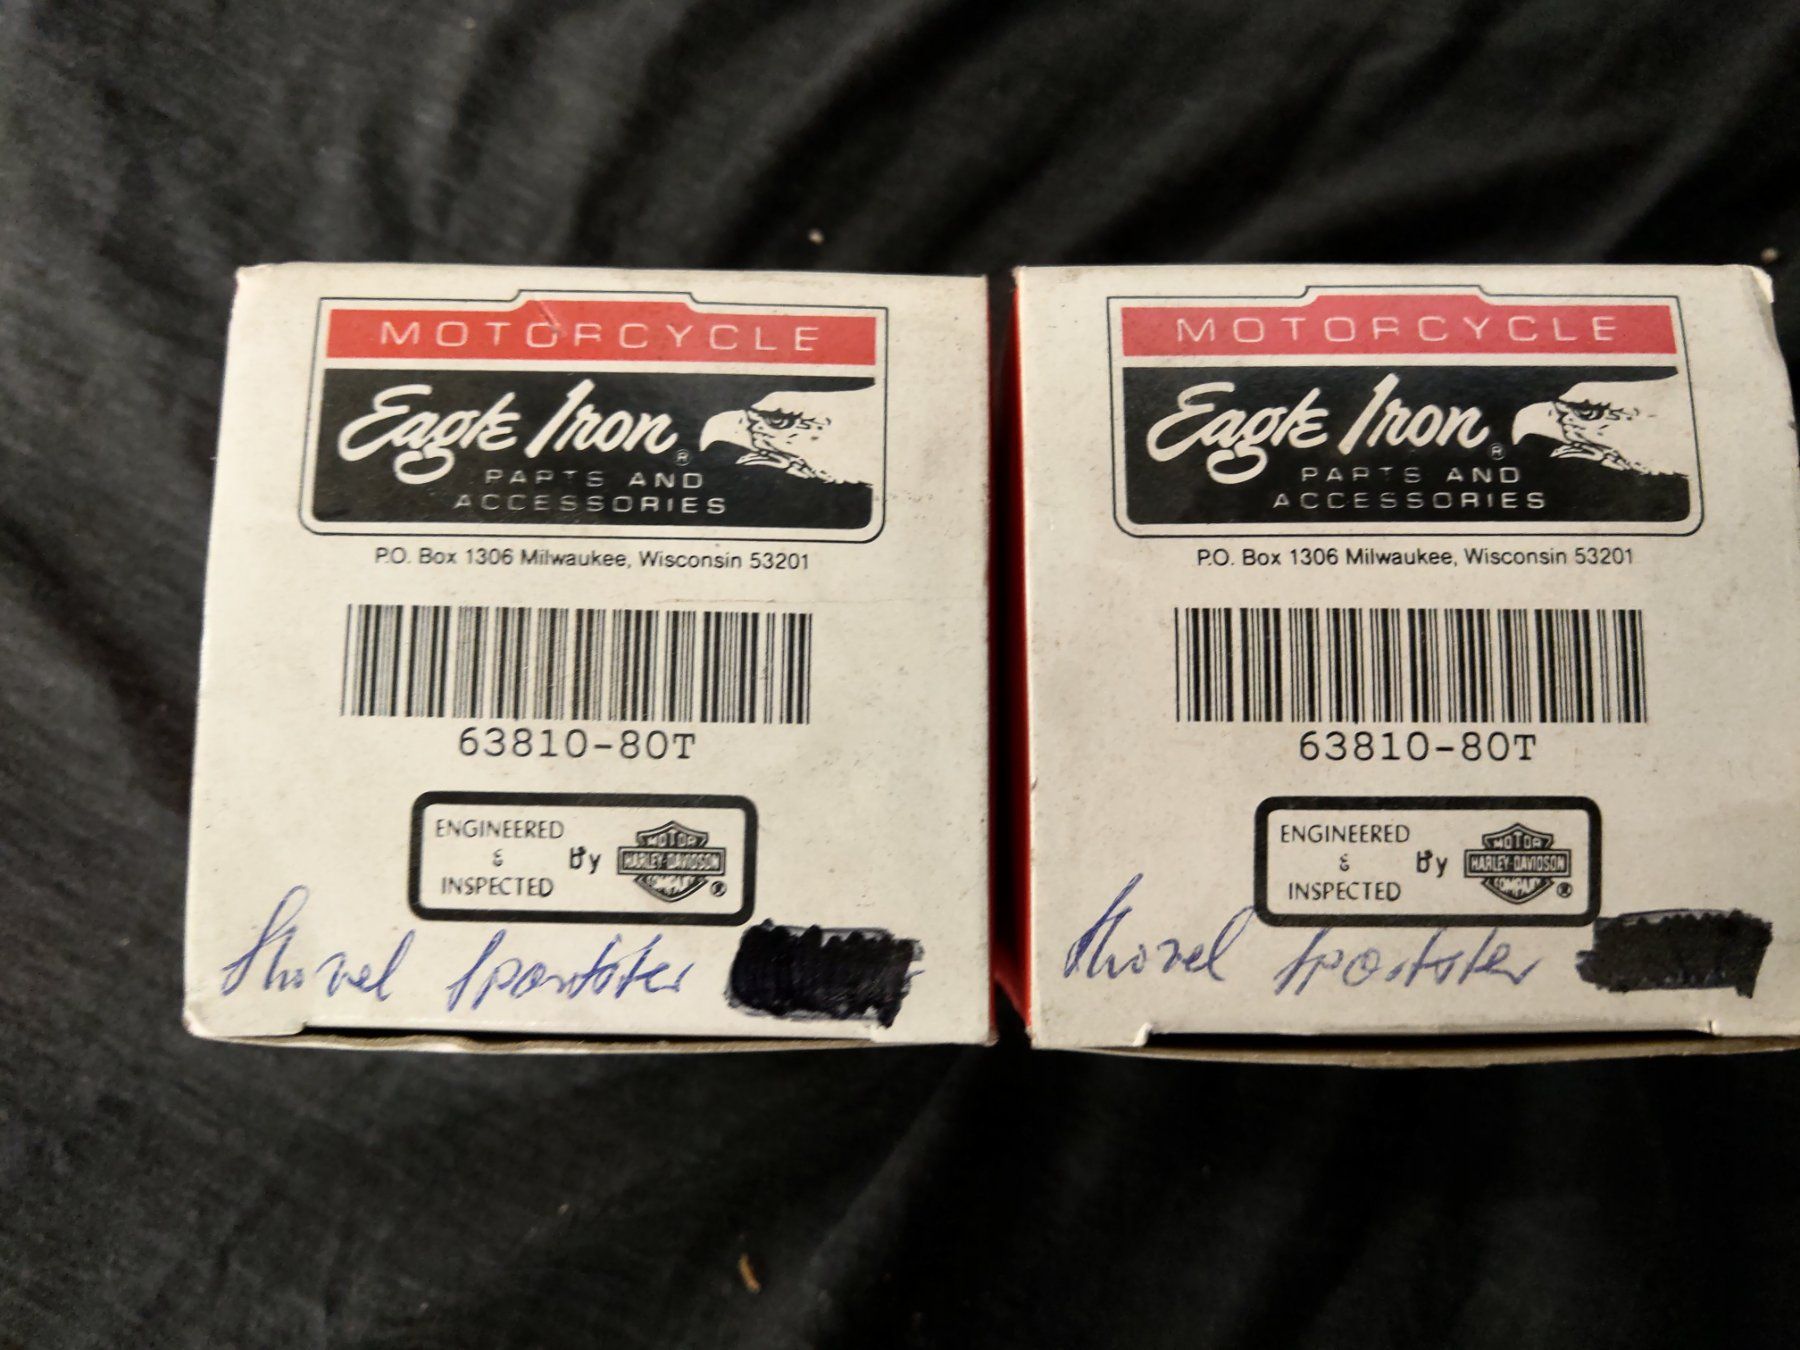 MOTORCYCLE
Eagle Iron®
PARTS AND
ACCESSORIES
P.O. Box 1306 Milwaukee, Wisconsin 53201
63810-80T
ENGINEERED
&
INSPECTED
by
MOTOR
HARLEY-DAVIDSON
COMPANY ®
Shovel Sportster
MOTORCYCLE
Eagle Iron®
PARTS AND
ACCESSORIES
P.O. Box 1306 Milwaukee, Wisconsin 53201
63810-80T
ENGINEERED
&
INSPECTED
by
MOTOR
HARLEY-DAVIDSON
COMPANY ®
Shovel Sportster